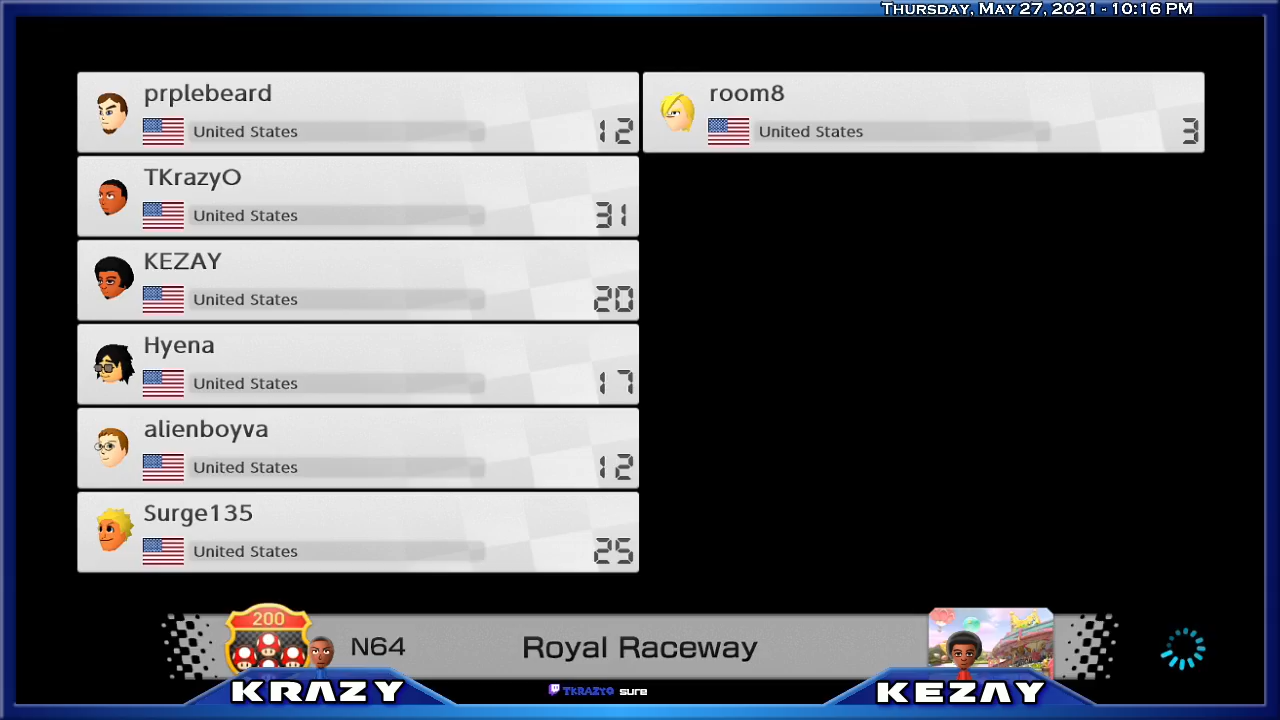 Thursday, May 27, 2021 - 10:16 PM
prplebeard
United States
12
room8
United States
3
TKrazyO
United States
31
KEZAY
United States
20
Hyena
United States
17
alienboyva
United States
12
Surge135
United States
25
200
N64
Royal Raceway
KRAZY
TKRAZYO sure
KEZAY